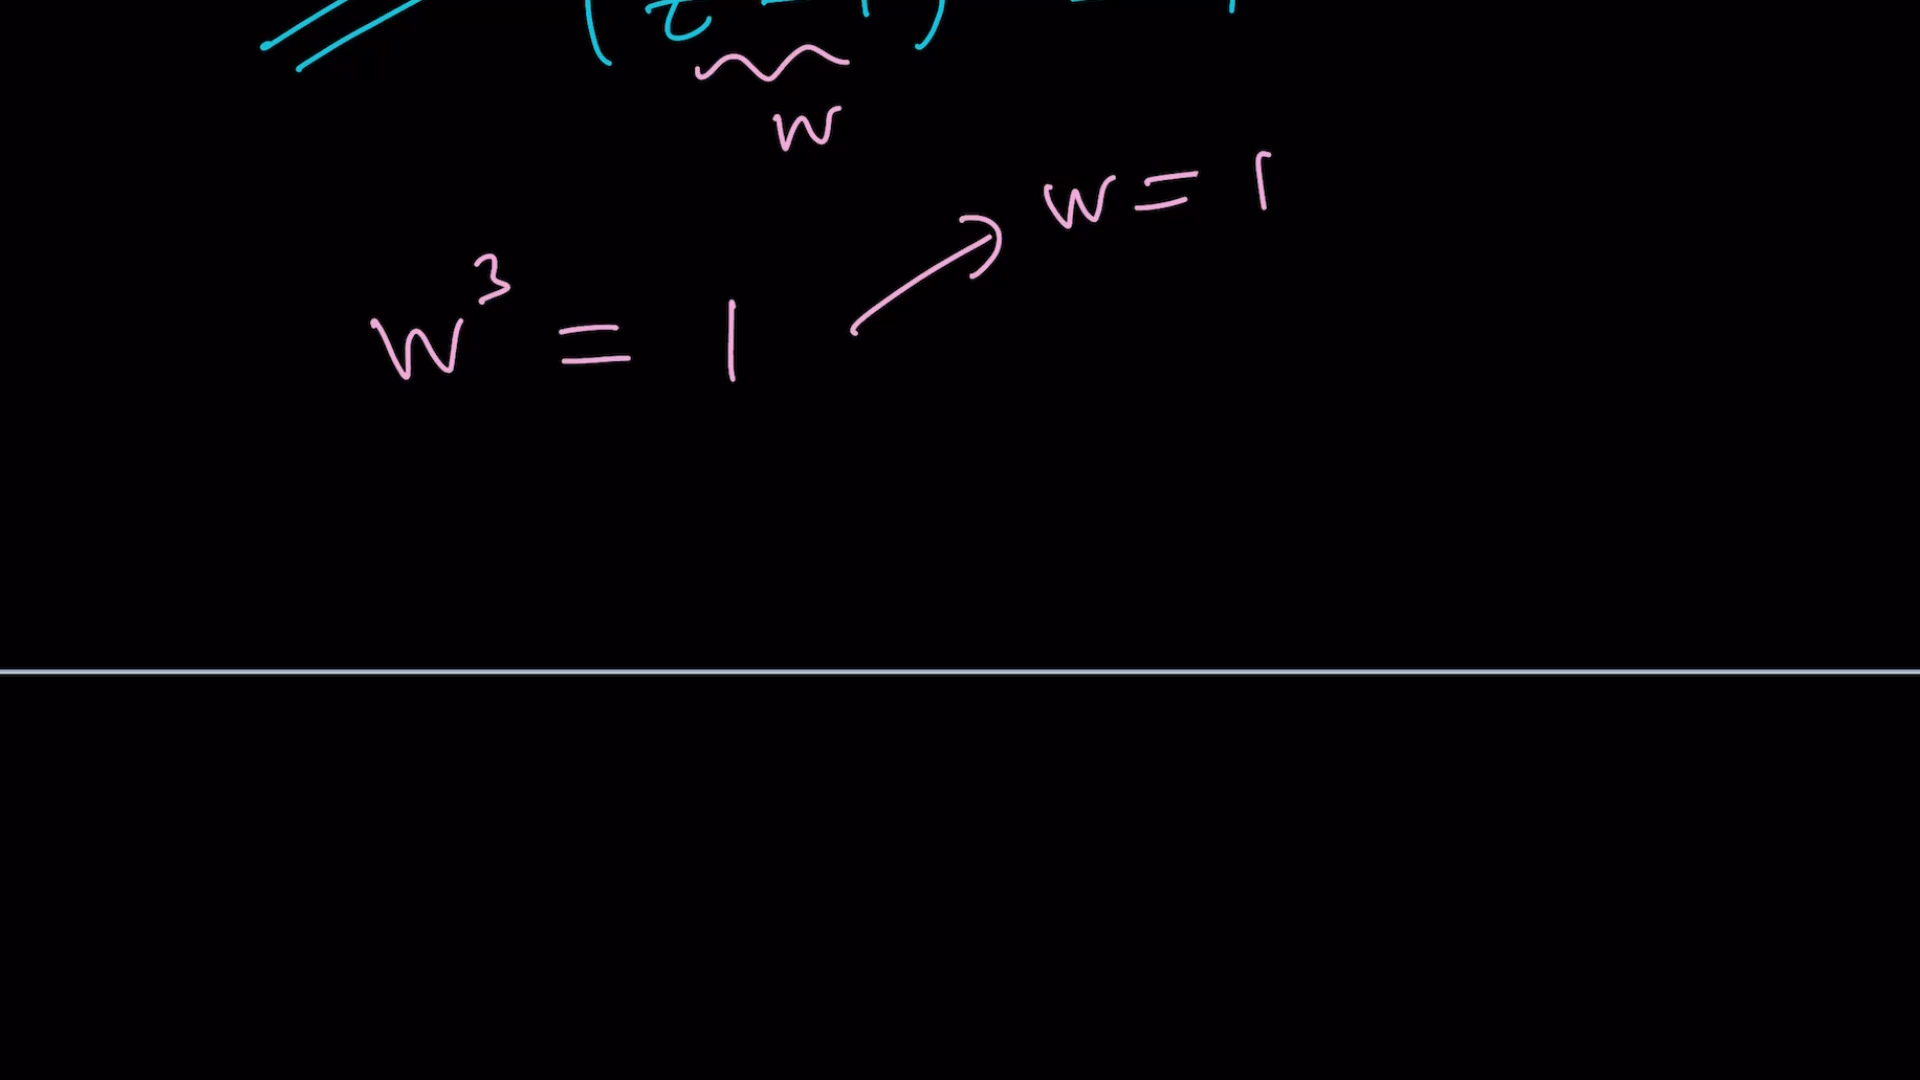 w
w = 1
w³ = 1